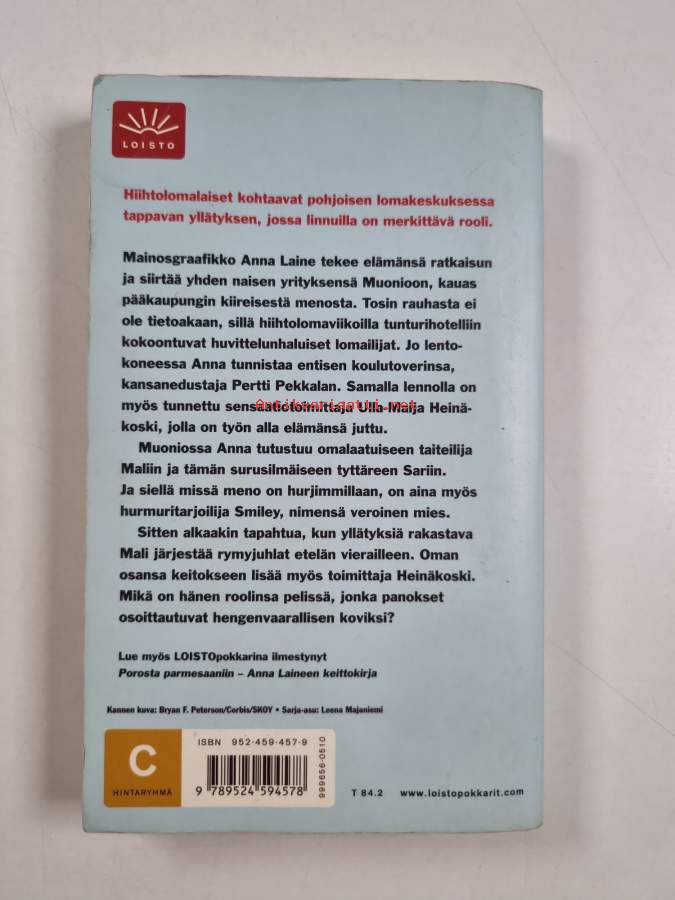 LOISTO
Hiihtolomalaiset kohtaavat pohjoisen lomakeskuksessa
tappavan yllätyksen, jossa linnuilla on merkittävä rooli.
Mainosgraafikko Anna Laine tekee elämänsä ratkaisun
ja siirtää yhden naisen yrityksensä Muonioon, kauas
pääkaupungin kiireisestä menosta. Tosin rauhasta ei
ole tietoakaan, sillä hiihtolomaviikoilla tunturihotelliin
kokoontuvat huvittelunhaluiset lomailijat. Jo lento-
koneessa Anna tunnistaa entisen koulutoverinsa,
kansanedustaja Pertti Pekkalan. Samalla lennolla on
myös tunnettu sensaatiotoimittaja Ulla-Maija Heinä-
antikvariaatti.net
koski, jolla on työn alla elämänsä juttu.
Muoniossa Anna tutustuu omalaatuiseen taiteilija
Maliin ja tämän surusilmäiseen tyttäreen Sariin.
Ja siellä missä meno on hurjimmillaan, on aina myös
hurmuritarjoilija Smiley, nimensä veroinen mies.
Sitten alkaakin tapahtua, kun yllätyksiä rakastava
Mali järjestää rymyjuhlat etelän vierailleen. Oman
osansa keitokseen lisää myös toimittaja Heinäkoski.
Mikä on hänen roolinsa pelissä, jonka panokset
osoittautuvat hengenvaarallisen koviksi?
Lue myös LOISTOpokkarina ilmestynyt
Porosta parmesaaniin – Anna Laineen keittokirja
Kannen kuva: Bryan F. Peterson/Corbis/SKOY • Sarja-asu: Leena Majaniemi
C
HINTARYHMÄ
ISBN 952-459-457-9
9 789524 594578
999656-0510
T 84.2 www.loistopokkarit.com